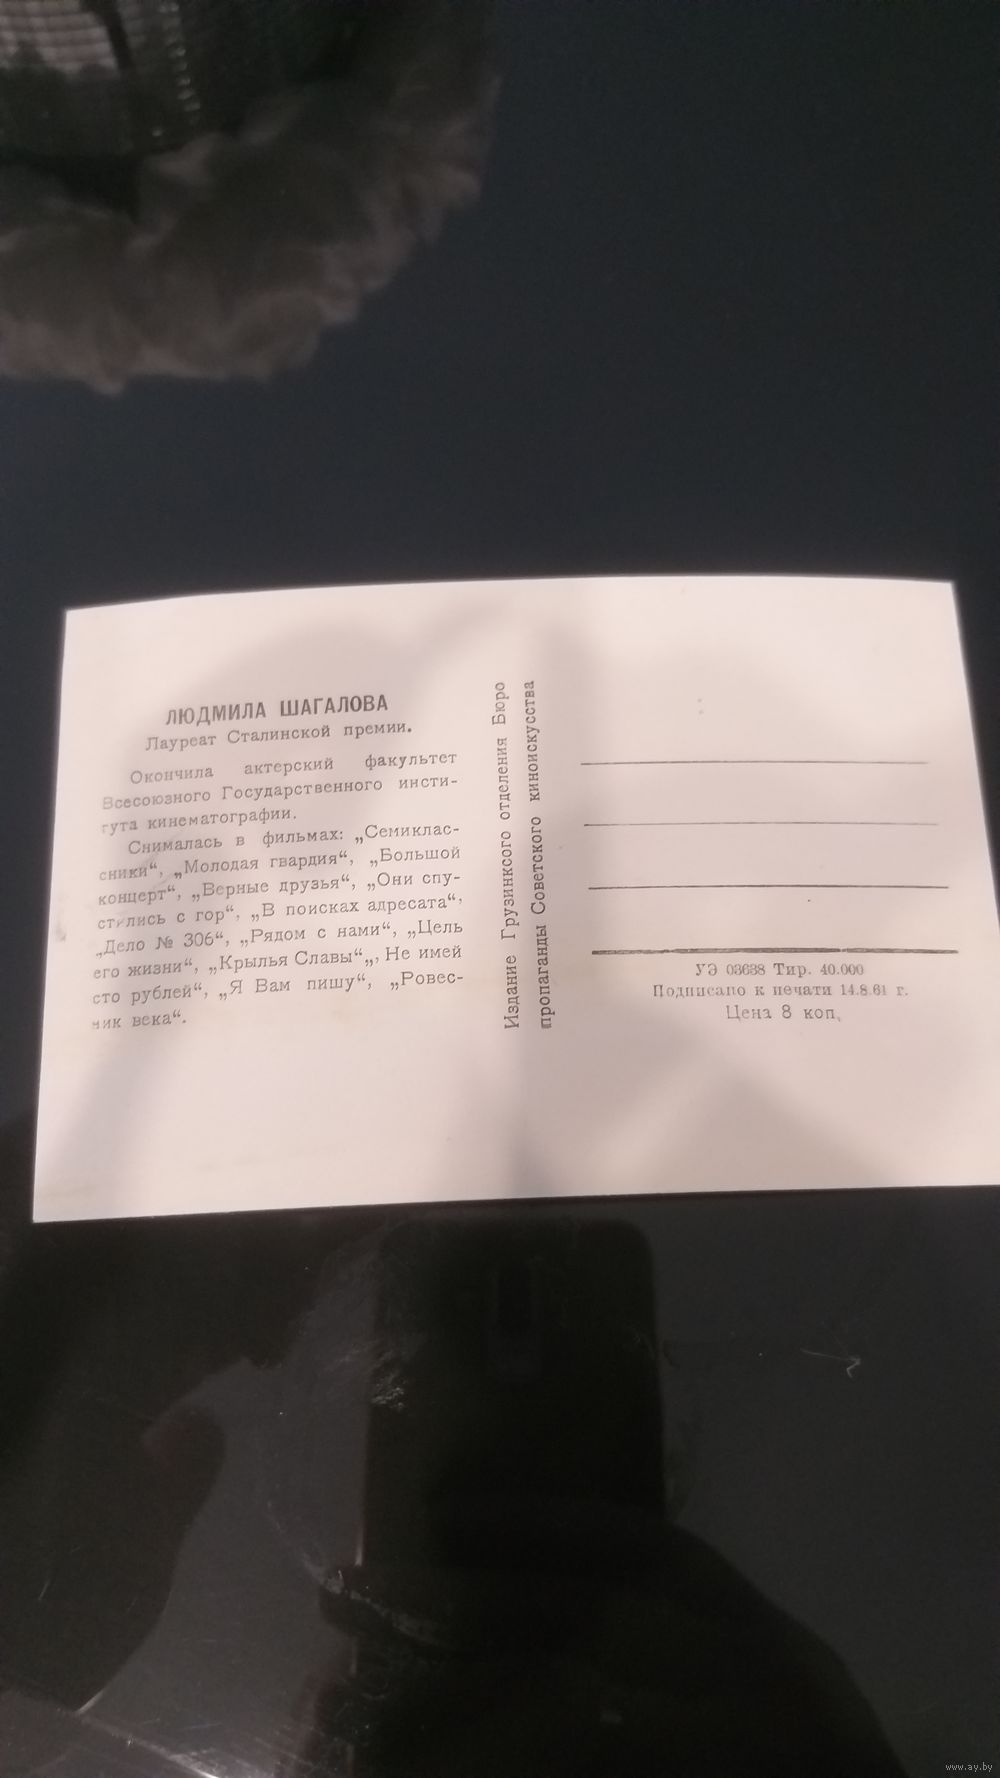 ЛЮДМИЛА ШАГАЛОВА
Лауреат Сталинской премии.
Окончила актерский факультет
Всесоюзного Государственного инсти-
тута кинематографии.
Снималась в фильмах: „Семиклас-
сники“, „Молодая гвардия“, „Большой
концерт“, „Верные друзья“, „Они спу-
стились с гор“, „В поисках адресата“,
„Дело № 306“, „Рядом с нами“, „Цель
его жизни“, „Крылья Славы“„, Не имей
сто рублей“, „Я Вам пишу“, „Ровес-
ник века“.
Издание Грузинксого отделения Бюро
пропаганды Советского киноискусства
УЭ 03638 Тир. 40.000
Подписано к печати 14.8.61 г.
Цена 8 коп.
www.ay.by